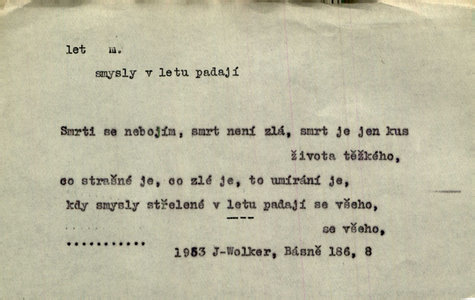 let m.
smysly v letu padají
Smrti se nebojím, smrt není zlá, smrt je jen kus
života těžkého,
co strašné je, co zlé je, to umírání je,
kdy smysly střelené v letu padají se všeho,
se všeho,
...........
1953 J-Wolker, Básně 186, 8